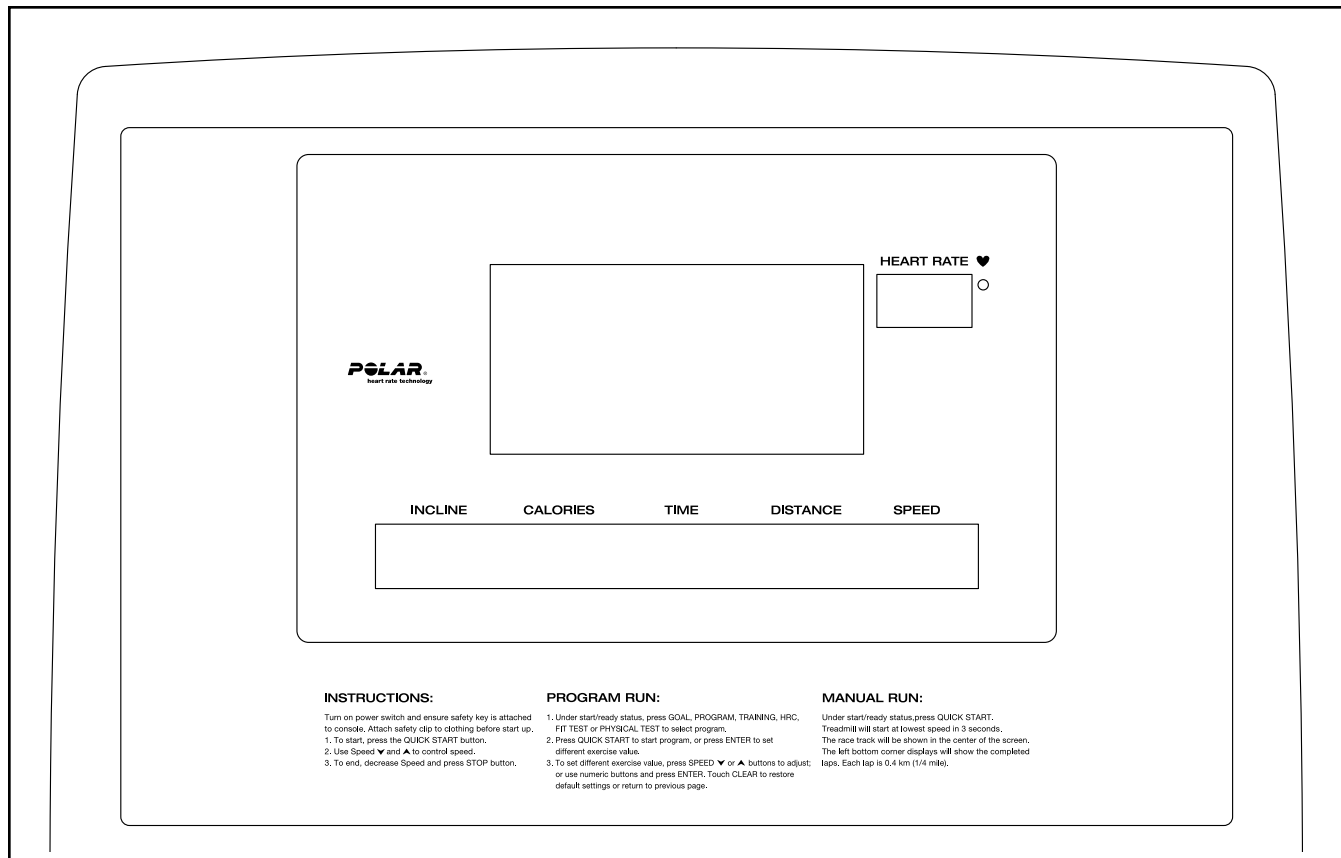 HEART RATE ♥
POLAR®
heart rate technology
INCLINE CALORIES TIME DISTANCE SPEED
INSTRUCTIONS:
Turn on power switch and ensure safety key is attached
to console. Attach safety clip to clothing before start up.
1. To start, press the QUICK START button.
2. Use Speed ⮟ and ⮝ to control speed.
3. To end, decrease Speed and press STOP button.
PROGRAM RUN:
1. Under start/ready status, press GOAL, PROGRAM, TRAINING, HRC,
FIT TEST or PHYSICAL TEST to select program.
2. Press QUICK START to start program, or press ENTER to set
different exercise value.
3. To set different exercise value, press SPEED ⮟ or ⮝ buttons to adjust;
or use numeric buttons and press ENTER. Touch CLEAR to restore
default settings or return to previous page.
MANUAL RUN:
Under start/ready status,press QUICK START.
Treadmill will start at lowest speed in 3 seconds.
The race track will be shown in the center of the screen.
The left bottom corner displays will show the completed
laps. Each lap is 0.4 km (1/4 mile).